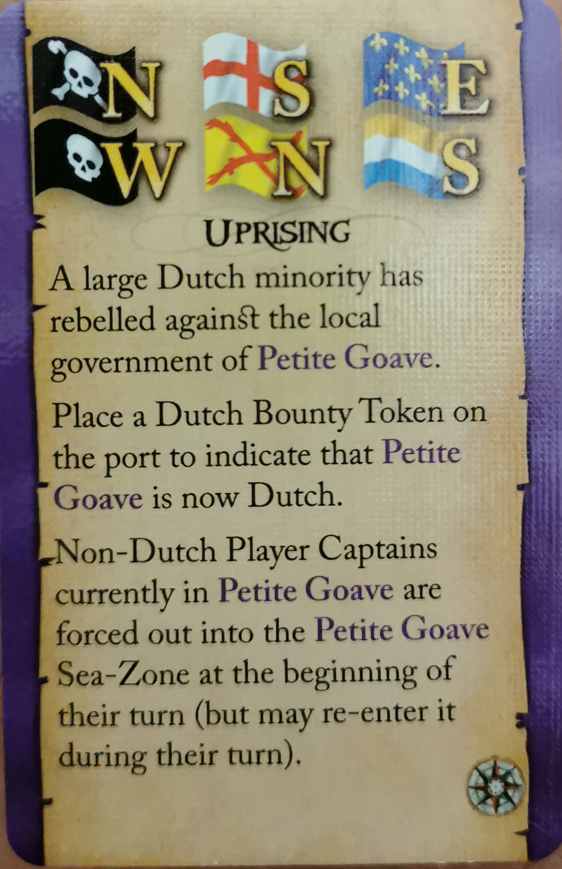 N S E
W N S
UPRISING
A large Dutch minority has
rebelled against the local
government of Petite Goave.
Place a Dutch Bounty Token on
the port to indicate that Petite
Goave is now Dutch.
Non-Dutch Player Captains
currently in Petite Goave are
forced out into the Petite Goave
Sea-Zone at the beginning of
their turn (but may re-enter it
during their turn).